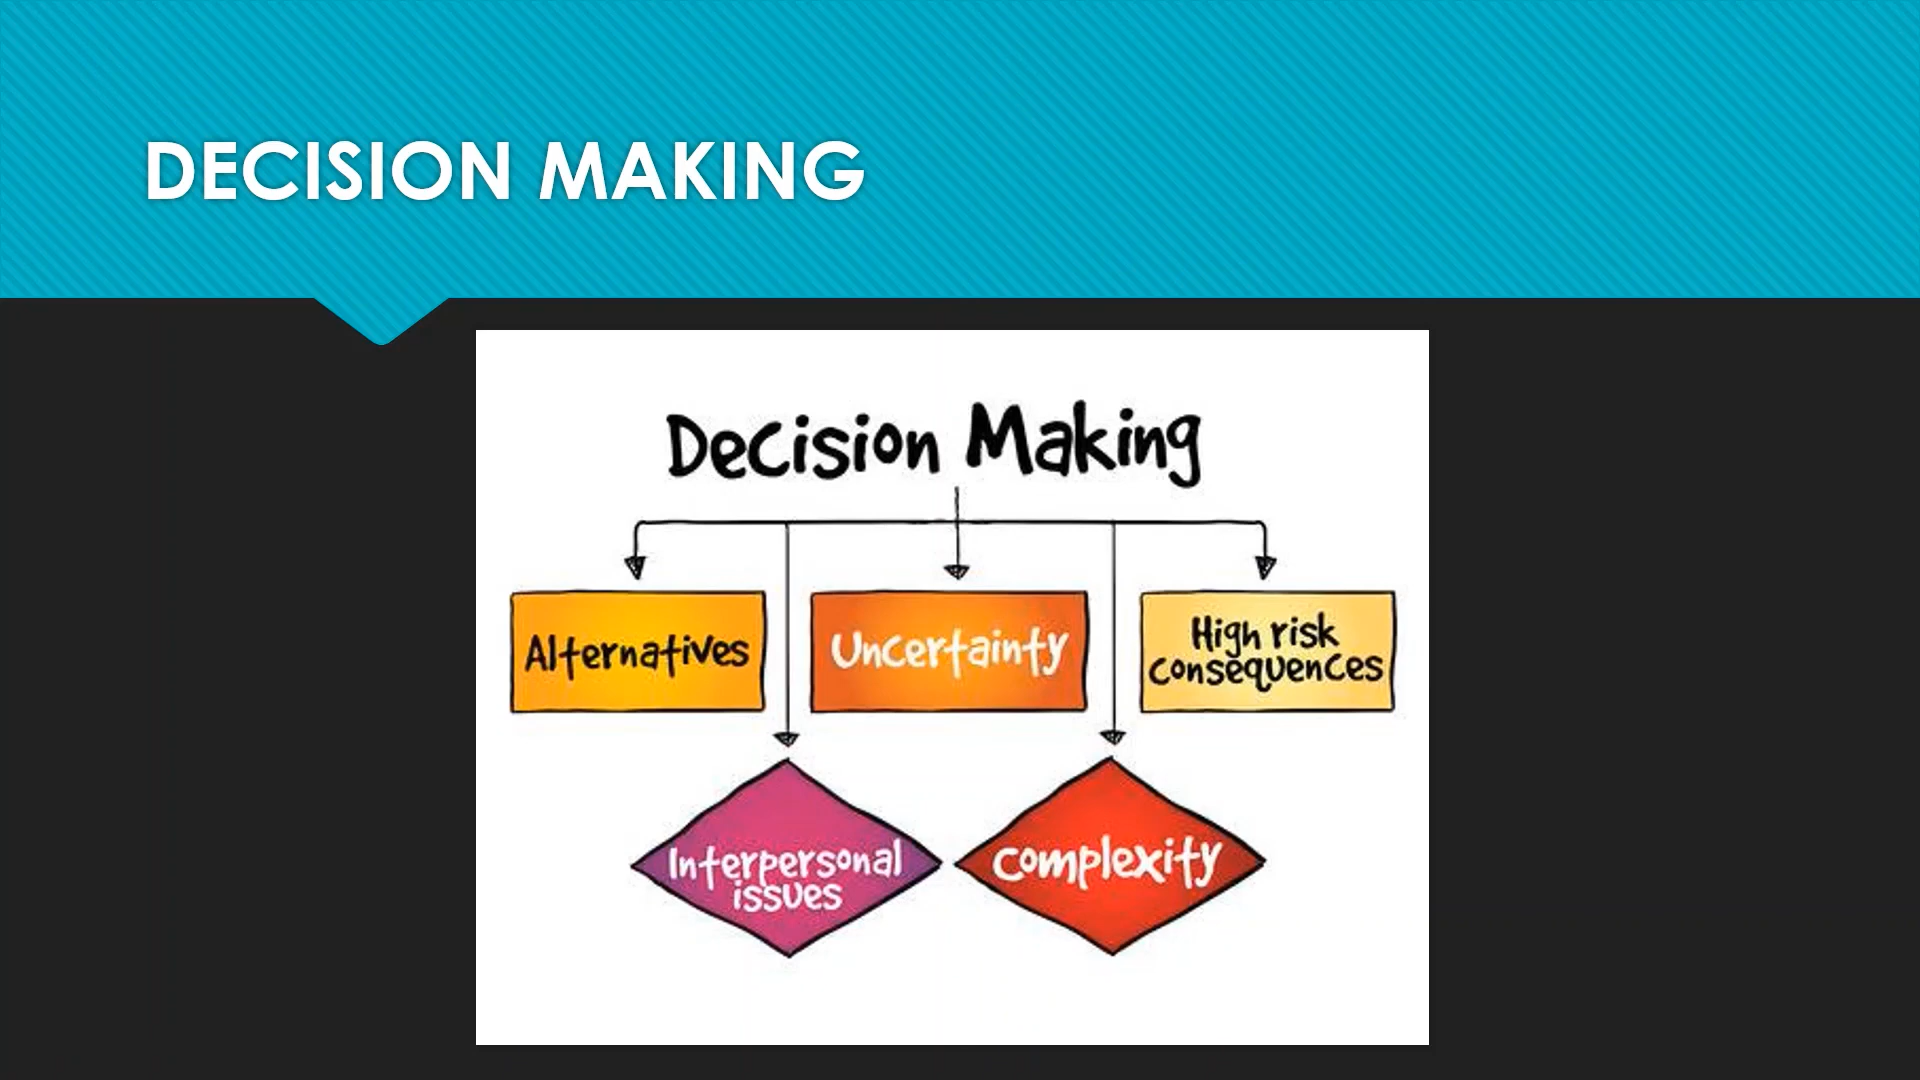 DECISION MAKING
Decision Making
Alternatives
Uncertainty
High risk
consequences
Interpersonal
issues
Complexity